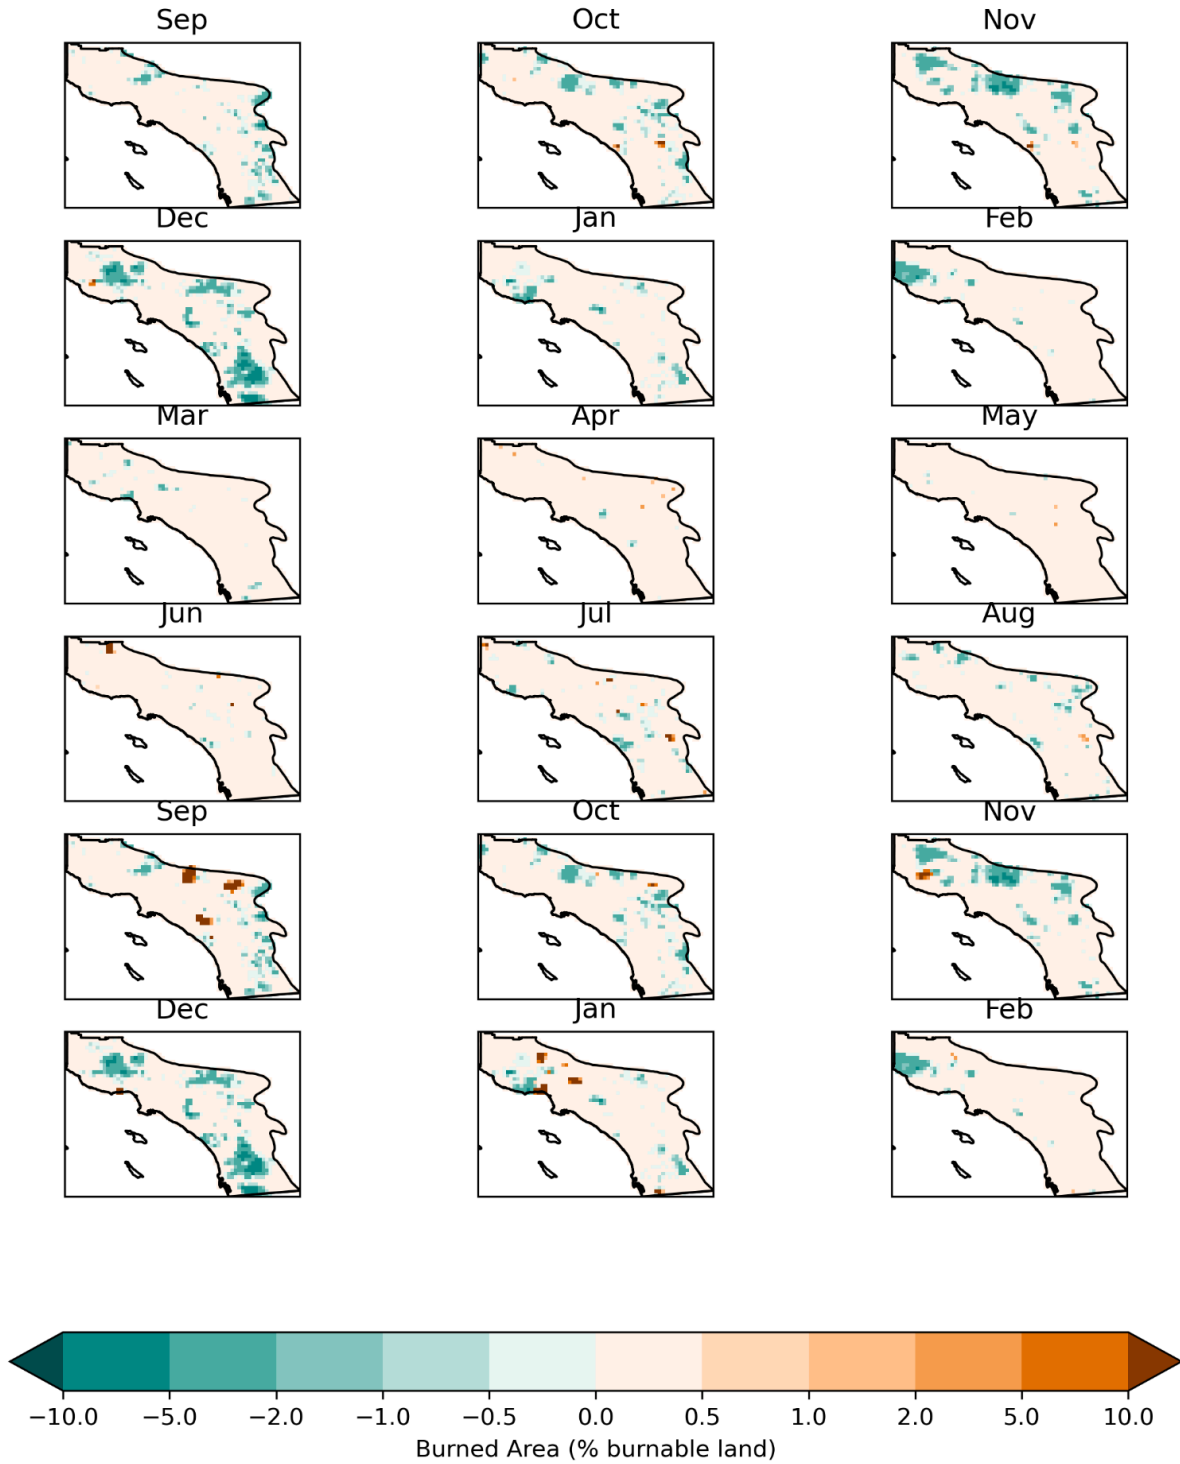 Sep Oct Nov
Dec Jan Feb
Mar Apr May
Jun Jul Aug
Sep Oct Nov
Dec Jan Feb
−10.0 −5.0 −2.0 −1.0 −0.5 0.0 0.5 1.0 2.0 5.0 10.0
Burned Area (% burnable land)